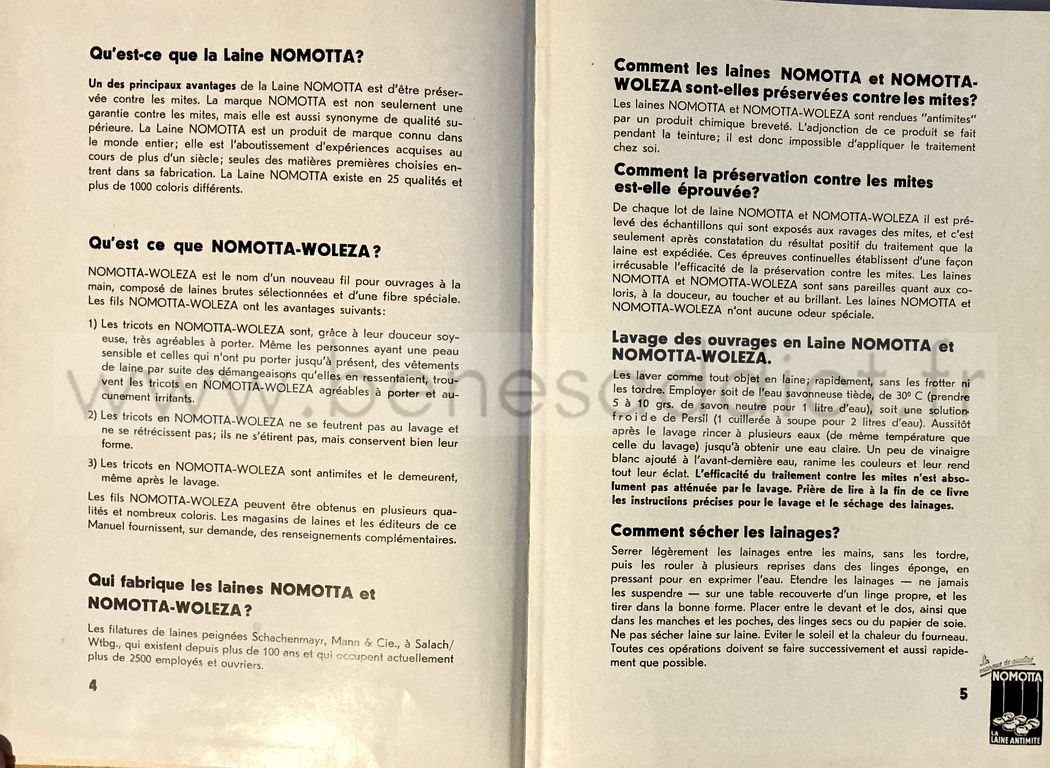 Qu'est-ce que la Laine NOMOTTA?
Un des principaux avantages de la Laine NOMOTTA est d'être préser-
vée contre les mites. La marque NOMOTTA est non seulement une
garantie contre les mites, mais elle est aussi synonyme de qualité su-
périeure. La Laine NOMOTTA est un produit de marque connu dans
le monde entier; elle est l'aboutissement d'expériences acquises au
cours de plus d'un siècle; seules des matières premières choisies en-
trent dans sa fabrication. La Laine NOMOTTA existe en 25 qualités et
plus de 1000 coloris différents.
Qu'est ce que NOMOTTA-WOLEZA?
NOMOTTA-WOLEZA est le nom d'un nouveau fil pour ouvrages à la
main, composé de laines brutes sélectionnées et d'une fibre spéciale.
Les fils NOMOTTA-WOLEZA ont les avantages suivants:
1) Les tricots en NOMOTTA-WOLEZA sont, grâce à leur douceur soy-
euse, très agréables à porter. Même les personnes ayant une peau
sensible et celles qui n'ont pu porter jusqu'à présent, des vêtements
de laine par suite des démangeaisons qu'elles en ressentaient, trou-
vent les tricots en NOMOTTA-WOLEZA agréables à porter et au-
cunement irritants.
2) Les tricots en NOMOTTA-WOLEZA ne se feutrent pas au lavage et
ne se rétrécissent pas; ils ne s'étirent pas, mais conservent bien leur
forme.
3) Les tricots en NOMOTTA-WOLEZA sont antimites et le demeurent,
même après le lavage.
Les fils NOMOTTA-WOLEZA peuvent être obtenus en plusieurs qua-
lités et nombreux coloris. Les magasins de laines et les éditeurs de ce
Manuel fournissent, sur demande, des renseignements complémentaires.
Qui fabrique les laines NOMOTTA et
NOMOTTA-WOLEZA?
Les filatures de laines peignées Schachenmayr, Mann & Cie., à Salach/
Wtbg., qui existent depuis plus de 100 ans et qui occupent actuellement
plus de 2500 employés et ouvriers.
4
Comment les laines NOMOTTA et NOMOTTA-
WOLEZA sont-elles préservées contre les mites?
Les laines NOMOTTA et NOMOTTA-WOLEZA sont rendues "antimites"
par un produit chimique breveté. L'adjonction de ce produit se fait
pendant la teinture; il est donc impossible d'appliquer le traitement
chez soi.
Comment la préservation contre les mites
est-elle éprouvée?
De chaque lot de laine NOMOTTA et NOMOTTA-WOLEZA il est pré-
levé des échantillons qui sont exposés aux ravages des mites, et c'est
seulement après constatation du résultat positif du traitement que la
laine est expédiée. Ces épreuves continuelles établissent d'une façon
irrécusable l'efficacité de la préservation contre les mites. Les laines
NOMOTTA et NOMOTTA-WOLEZA sont sans pareilles quant aux co-
loris, à la douceur, au toucher et au brillant. Les laines NOMOTTA et
NOMOTTA-WOLEZA n'ont aucune odeur spéciale.
Lavage des ouvrages en Laine NOMOTTA et
NOMOTTA-WOLEZA.
Les laver comme tout objet en laine; rapidement, sans les frotter ni
les tordre. Employer soit de l'eau savonneuse tiède, de 30° C (prendre
5 à 10 grs. de savon neutre pour 1 litre d'eau), soit une solution
froide de Persil (1 cuillerée à soupe pour 2 litres d'eau). Aussitôt
après le lavage rincer à plusieurs eaux (de même température que
celle du lavage) jusqu'à obtenir une eau claire. Un peu de vinaigre
blanc ajouté à l'avant-dernière eau, ranime les couleurs et leur rend
tout leur éclat. L'efficacité du traitement contre les mites n'est abso-
lument pas atténuée par le lavage. Prière de lire à la fin de ce livre
les instructions précises pour le lavage et le séchage des lainages.
Comment sécher les lainages?
Serrer légèrement les lainages entre les mains, sans les tordre,
puis les rouler à plusieurs reprises dans des linges éponge, en
pressant pour en exprimer l'eau. Etendre les lainages — ne jamais
les suspendre — sur une table recouverte d'un linge propre, et les
tirer dans la bonne forme. Placer entre le devant et le dos, ainsi que
dans les manches et les poches, des linges secs ou du papier de soie.
Ne pas sécher laine sur laine. Eviter le soleil et la chaleur du fourneau.
Toutes ces opérations doivent se faire successivement et aussi rapide-
ment que possible.
5
La
marque de qualité
NOMOTTA
LA
LAINE ANTIMITE
www.benesaddict.fr